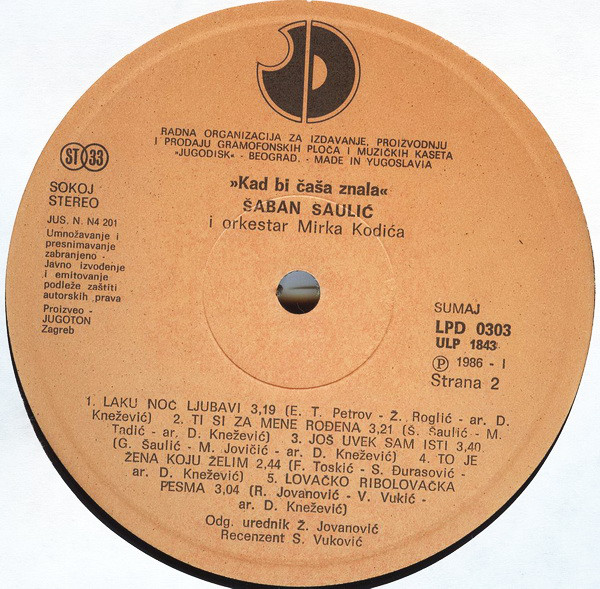 RADNA ORGANIZACIJA ZA IZDAVANJE, PROIZVODNJU
I PRODAJU GRAMOFONSKIH PLOČA I MUZIČKIH KASETA
"JUGODISK" - BEOGRAD, - MADE IN YUGOSLAVIA
ST 33
SOKOJ
STEREO
JUS. N. N4 201
Umnožavanje i
presnimavanje
zabranjeno -
Javno izvođenje
i emitovanje
podleže zaštiti
autorskih prava
Proizveo -
JUGOTON
Zagreb
»Kad bi čaša znala«
ŠABAN ŠAULIĆ
i orkestar Mirka Kodića
SUMAJ
LPD 0303
ULP 1843
Ⓟ 1986 - I
Strana 2
1. LAKU NOĆ LJUBAVI 3,19 (E. T. Petrov - Ž. Roglić - ar. D.
Knežević) 2. TI SI ZA MENE ROĐENA 3,21 (Š. Šaulić - M.
Tadić - ar. D. Knežević) 3. JOŠ UVEK SAM ISTI 3,40
(G. Šaulić - M. Jovičić - ar. D. Knežević) 4. TO JE
ŽENA KOJU ŽELIM 2,44 (F. Toskić - S. Đurasović -
ar. D. Knežević) 5. LOVAČKO RIBOLOVAČKA
PESMA 3,04 (R. Jovanović - V. Vukić -
ar. D. Knežević)
Odg. urednik Ž. Jovanović
Recenzent S. Vuković